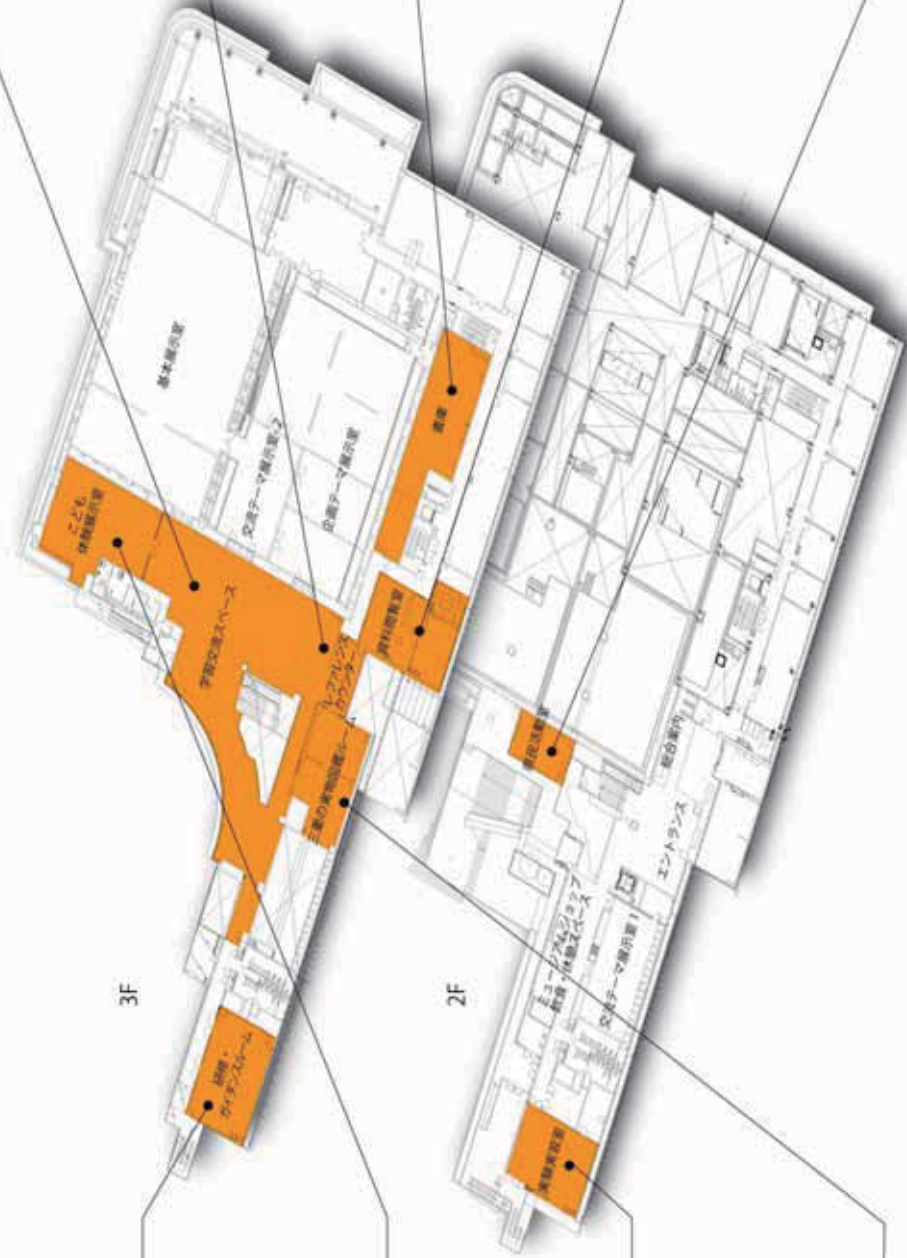 3F
基本展示室
こども
体験展示室
交流テーマ展示室2
企画テーマ展示室
書庫
学習交流スペース
レファレンス
カウンター
資料閲覧室
三重の実物図鑑ルーム
研修・
ガイダンスルーム
2F
県民活動室
総合案内
エントランス
ミュージアムショップ
飲食・休憩スペース
交流テーマ展示室1
実験実習室